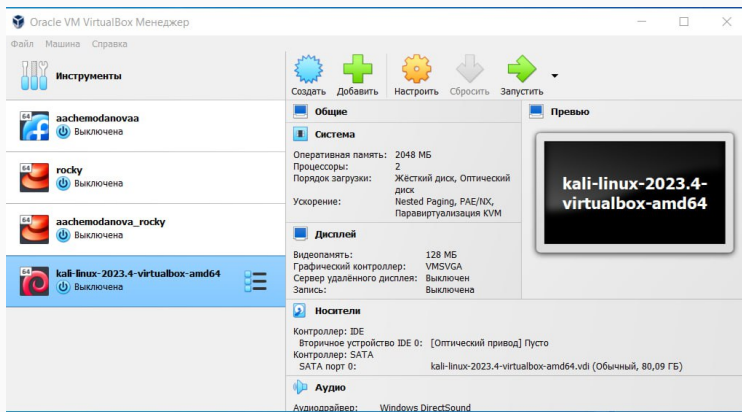 Oracle VM VirtualBox Менеджер
Файл Машина Справка
Инструменты
Создать Добавить Настроить Сбросить Запустить
64
aachemodanovaa
Выключена
64
rocky
Выключена
64
aachemodanova_rocky
Выключена
64
kali-linux-2023.4-virtualbox-amd64
Выключена
Общие
Система
Оперативная память: 2048 МБ
Процессоры: 2
Порядок загрузки: Жёсткий диск, Оптический
диск
Ускорение: Nested Paging, PAE/NX,
Паравиртуализация KVM
Дисплей
Видеопамять: 128 МБ
Графический контроллер: VMSVGA
Сервер удалённого дисплея: Выключен
Запись: Выключена
Носители
Контроллер: IDE
Вторичное устройство IDE 0: [Оптический привод] Пусто
Контроллер: SATA
SATA порт 0: kali-linux-2023.4-virtualbox-amd64.vdi (Обычный, 80,09 ГБ)
Аудио
Аудиодрайвер: Windows DirectSound
Превью
kali-linux-2023.4-
virtualbox-amd64